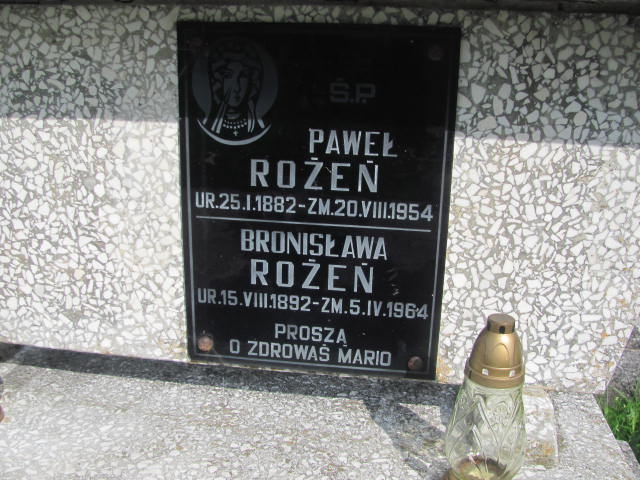 Ś.P.
PAWEŁ
ROŻEŃ
UR.25.I.1882-ZM.20.VIII.1954
BRONISŁAWA
ROŻEŃ
UR.15.VIII.1892-ZM.5.IV.1964
PROSZĄ
O ZDROWAŚ MARIO